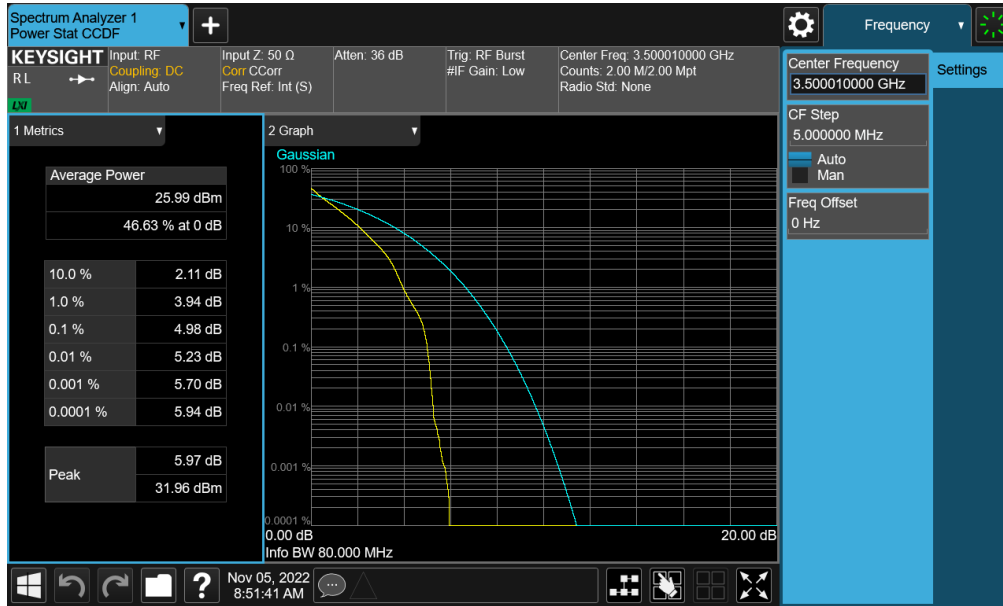 Spectrum Analyzer 1
Power Stat CCDF
+
Frequency
KEYSIGHT
R L
LXI
Input: RF
Coupling: DC
Align: Auto
Input Z: 50 Ω
Corr CCorr
Freq Ref: Int (S)
Atten: 36 dB
Trig: RF Burst
#IF Gain: Low
Center Freq: 3.500010000 GHz
Counts: 2.00 M/2.00 Mpt
Radio Std: None
Center Frequency
3.500010000 GHz
Settings
CF Step
5.000000 MHz
Auto
Man
Freq Offset
0 Hz
1 Metrics
Average Power
25.99 dBm
46.63 % at 0 dB
10.0 % 2.11 dB
1.0 % 3.94 dB
0.1 % 4.98 dB
0.01 % 5.23 dB
0.001 % 5.70 dB
0.0001 % 5.94 dB
Peak
5.97 dB
31.96 dBm
2 Graph
Gaussian
100 %
10 %
1 %
0.1 %
0.01 %
0.001 %
0.0001 %
0.00 dB 20.00 dB
Info BW 80.000 MHz
?
Nov 05, 2022
8:51:41 AM